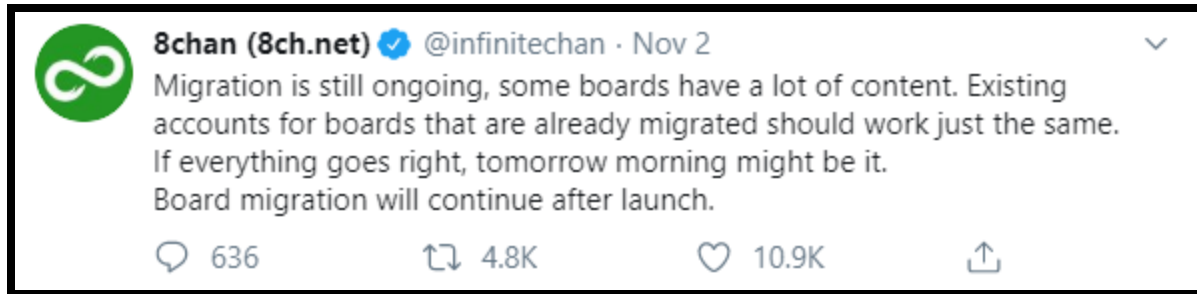 8chan (8ch.net) @infinitechan · Nov 2
Migration is still ongoing, some boards have a lot of content. Existing
accounts for boards that are already migrated should work just the same.
If everything goes right, tomorrow morning might be it.
Board migration will continue after launch.
636 4.8K 10.9K